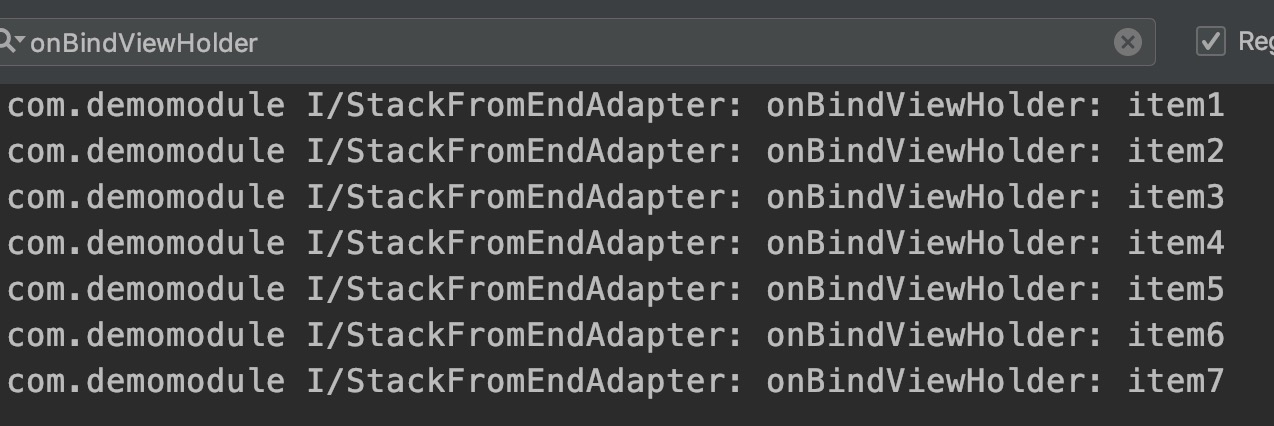 onBindViewHolder
Reg
com.demomodule I/StackFromEndAdapter: onBindViewHolder: item1
com.demomodule I/StackFromEndAdapter: onBindViewHolder: item2
com.demomodule I/StackFromEndAdapter: onBindViewHolder: item3
com.demomodule I/StackFromEndAdapter: onBindViewHolder: item4
com.demomodule I/StackFromEndAdapter: onBindViewHolder: item5
com.demomodule I/StackFromEndAdapter: onBindViewHolder: item6
com.demomodule I/StackFromEndAdapter: onBindViewHolder: item7